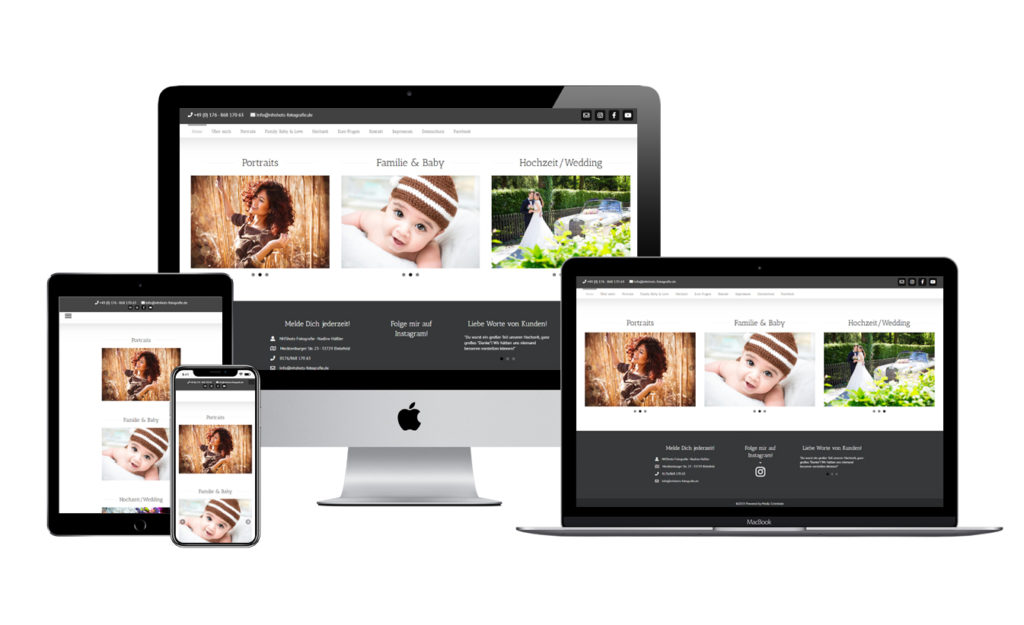 +49 (0) 176 - 868 170 63 info@nhshots-fotografie.de
Home Über mich Portraits Family Baby & Love Hochzeit Eure Fragen Kontakt Impressum Datenschutz Facebook
Portraits Familie & Baby Hochzeit/Wedding
Melde Dich jederzeit!
NHShots Fotografie - Nadine Häßler
Mecklenburger Str. 25 - 33729 Bielefeld
0176/868 170 63
info@nhshots-fotografie.de
Folge mir auf
Instagram!
Liebe Worte von Kunden!
"Du warst ein großer Teil unserer Hochzeit, ganz
großes "Danke"! Wir hätten uns niemand
besseren vorstellen können!"
+49 (0) 176 - 868 170 63 info@nhshots-fotografie.de
Portraits
Familie & Baby
Hochzeit/Wedding
Portraits
Familie & Baby
+49 (0) 176 - 868 170 63 info@nhshots-fotografie.de
Home Über mich Portraits Family Baby & Love Hochzeit Eure Fragen Kontakt Impressum Datenschutz Facebook
Portraits Familie & Baby Hochzeit/Wedding
Melde Dich jederzeit!
NHShots Fotografie - Nadine Häßler
Mecklenburger Str. 25 - 33729 Bielefeld
0176/868 170 63
info@nhshots-fotografie.de
Folge mir auf
Instagram!
Liebe Worte von Kunden!
"Du warst ein großer Teil unserer Hochzeit, ganz
großes "Danke"! Wir hätten uns niemand
besseren vorstellen können!"
MacBook